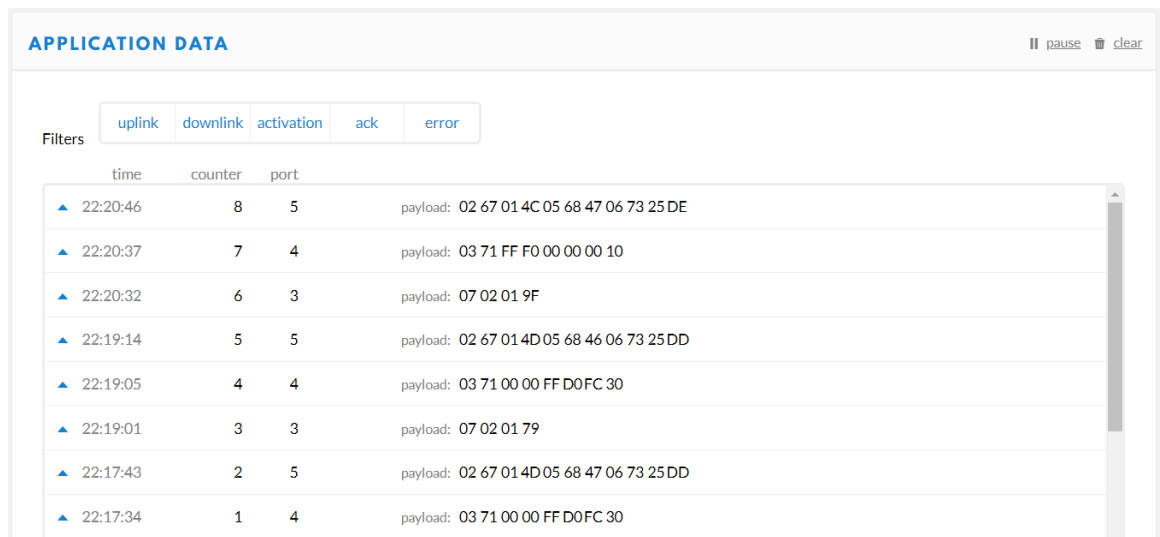 APPLICATION DATA pause clear
Filters uplink downlink activation ack error
time counter port
22:20:46 8 5 payload: 02 67 01 4C 05 68 47 06 73 25 DE
22:20:37 7 4 payload: 03 71 FF F0 00 00 00 10
22:20:32 6 3 payload: 07 02 01 9F
22:19:14 5 5 payload: 02 67 01 4D 05 68 46 06 73 25 DD
22:19:05 4 4 payload: 03 71 00 00 FF D0 FC 30
22:19:01 3 3 payload: 07 02 01 79
22:17:43 2 5 payload: 02 67 01 4D 05 68 47 06 73 25 DD
22:17:34 1 4 payload: 03 71 00 00 FF D0 FC 30